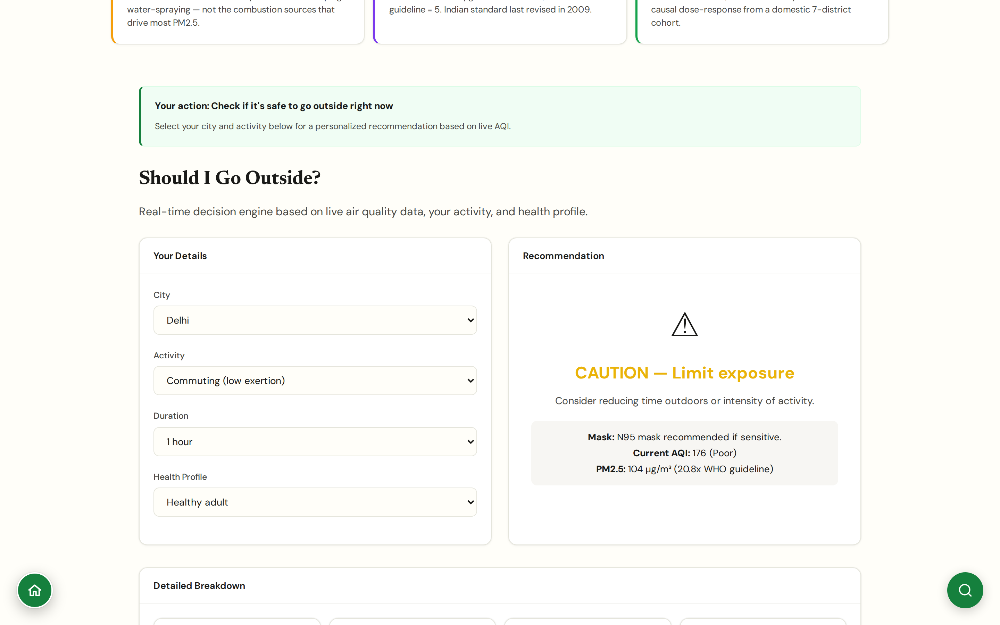 water-spraying — not the combustion sources that
drive most PM2.5.
guideline = 5. Indian standard last revised in 2009.
causal dose-response from a domestic 7-district
cohort.
Your action: Check if it's safe to go outside right now
Select your city and activity below for a personalized recommendation based on live AQI.
Should I Go Outside?
Real-time decision engine based on live air quality data, your activity, and health profile.
Your Details
City
Delhi
Activity
Commuting (low exertion)
Duration
1 hour
Health Profile
Healthy adult
Recommendation
CAUTION — Limit exposure
Consider reducing time outdoors or intensity of activity.
Mask: N95 mask recommended if sensitive.
Current AQI: 176 (Poor)
PM2.5: 104 µg/m³ (20.8x WHO guideline)
Detailed Breakdown